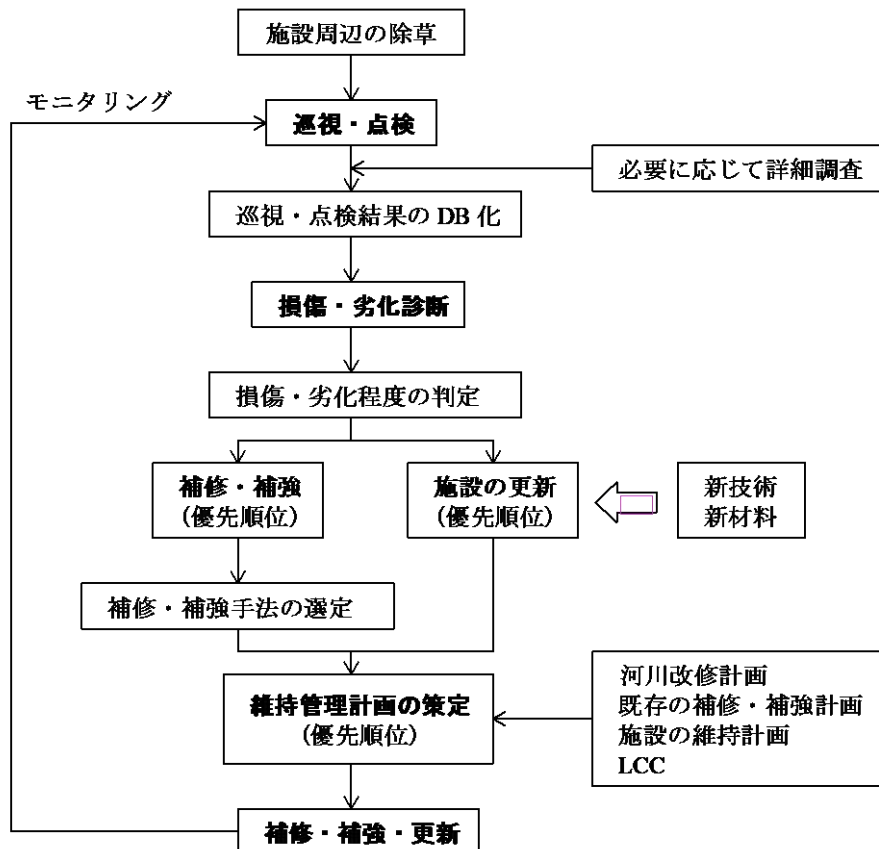 施設周辺の除草
モニタリング
巡視・点検
必要に応じて詳細調査
巡視・点検結果の DB 化
損傷・劣化診断
損傷・劣化程度の判定
補修・補強
(優先順位)
施設の更新
(優先順位)
新技術
新材料
補修・補強手法の選定
維持管理計画の策定
(優先順位)
河川改修計画
既存の補修・補強計画
施設の維持計画
LCC
補修・補強・更新